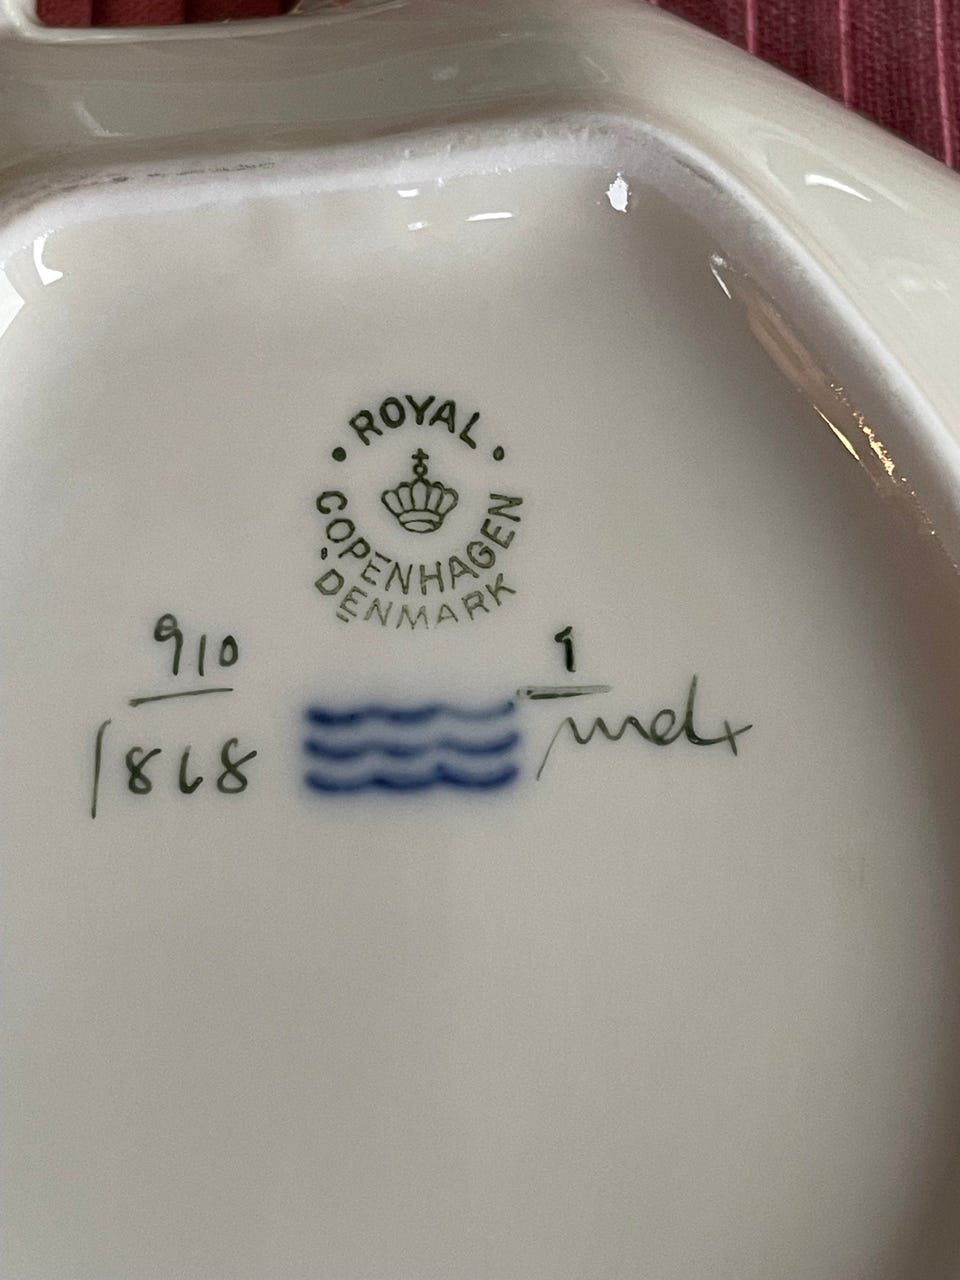 ROYAL
COPENHAGEN
DENMARK
910
1868
1